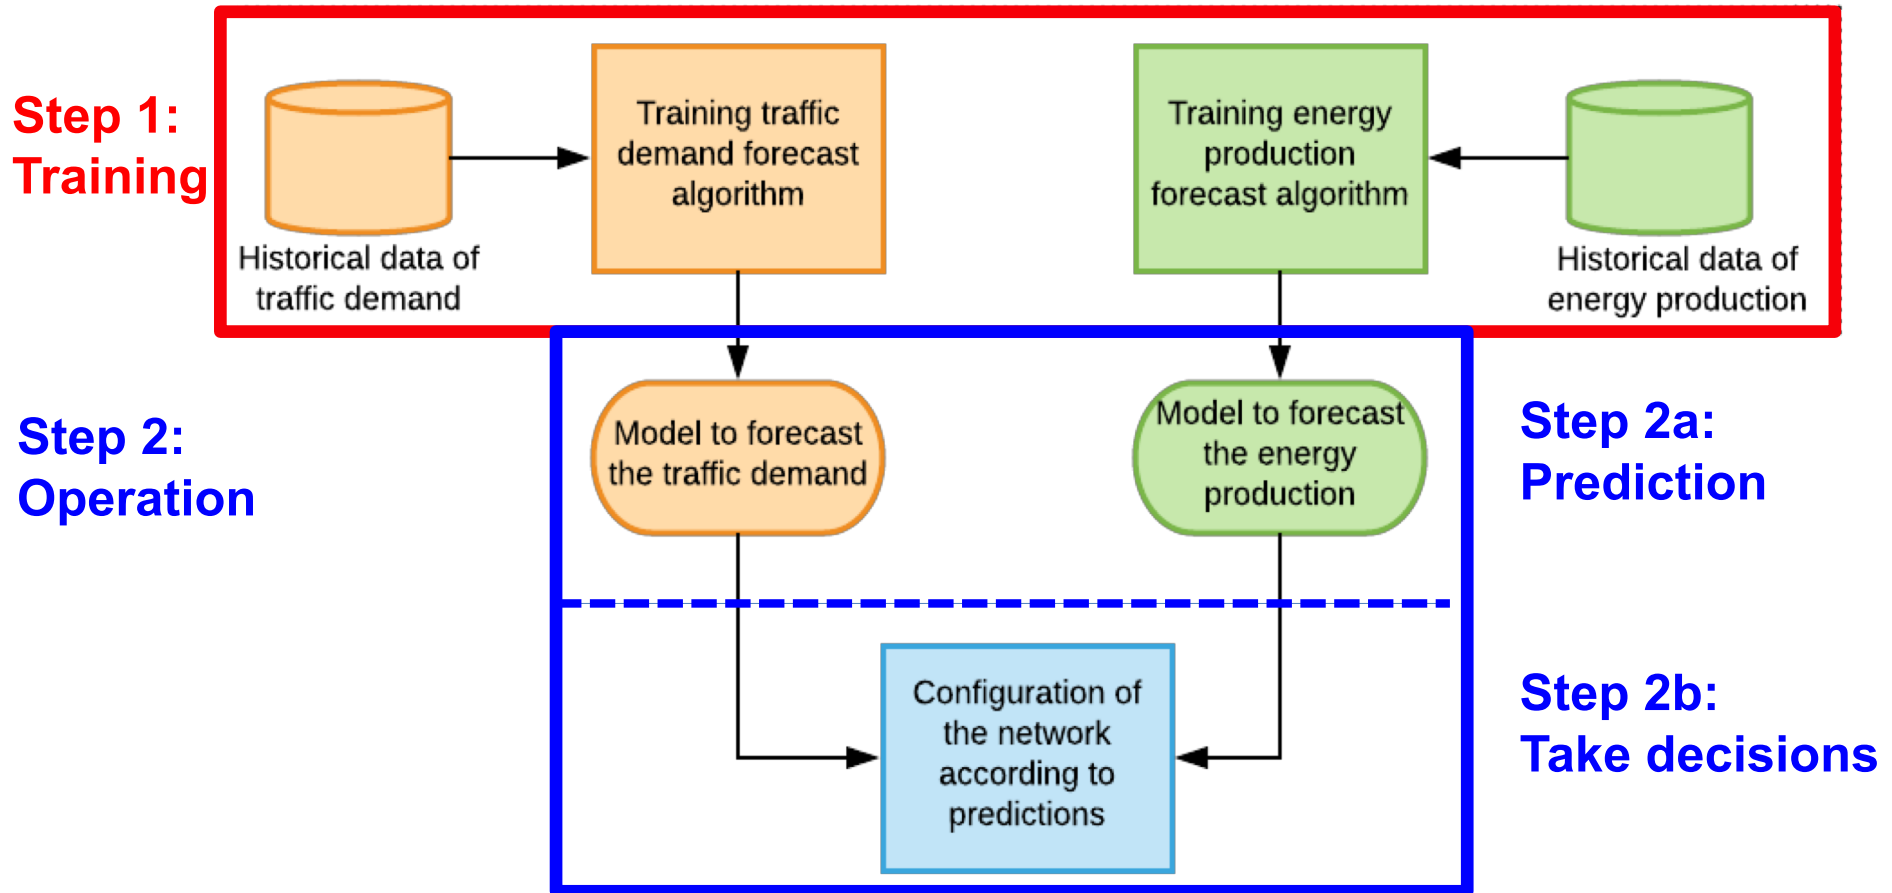 Step 1:
Training
Historical data of
traffic demand
Training traffic
demand forecast
algorithm
Training energy
production
forecast algorithm
Historical data of
energy production
Step 2:
Operation
Model to forecast
the traffic demand
Model to forecast
the energy
production
Step 2a:
Prediction
Configuration of
the network
according to
predictions
Step 2b:
Take decisions